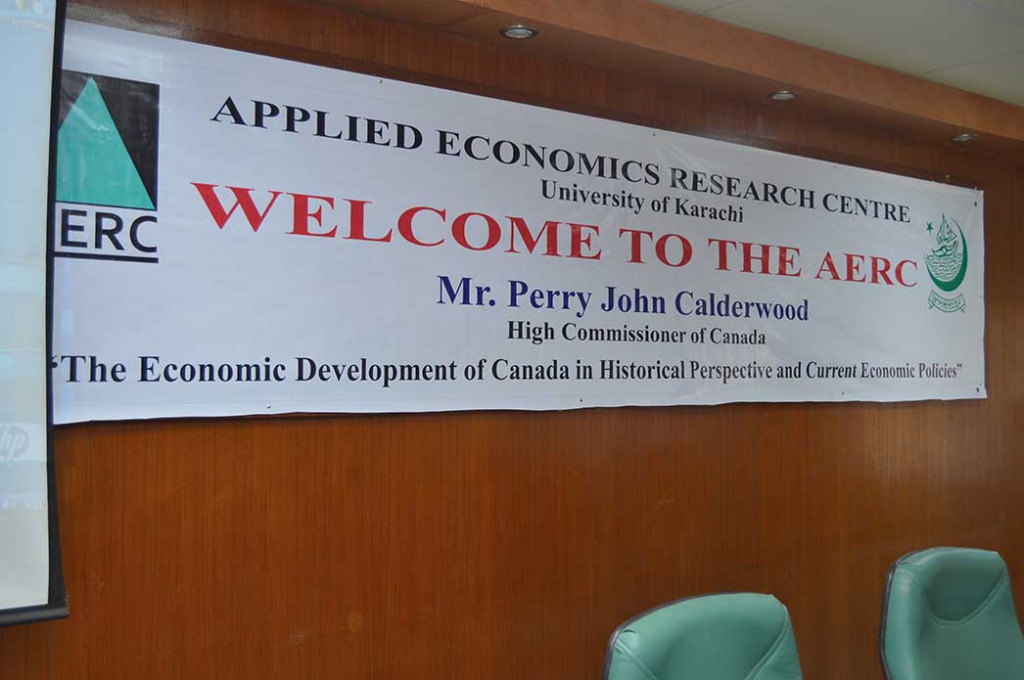 APPLIED ECONOMICS RESEARCH CENTRE
University of Karachi
WELCOME TO THE AERC
Mr. Perry John Calderwood
High Commissioner of Canada
“The Economic Development of Canada in Historical Perspective and Current Economic Policies”
ERC
hp